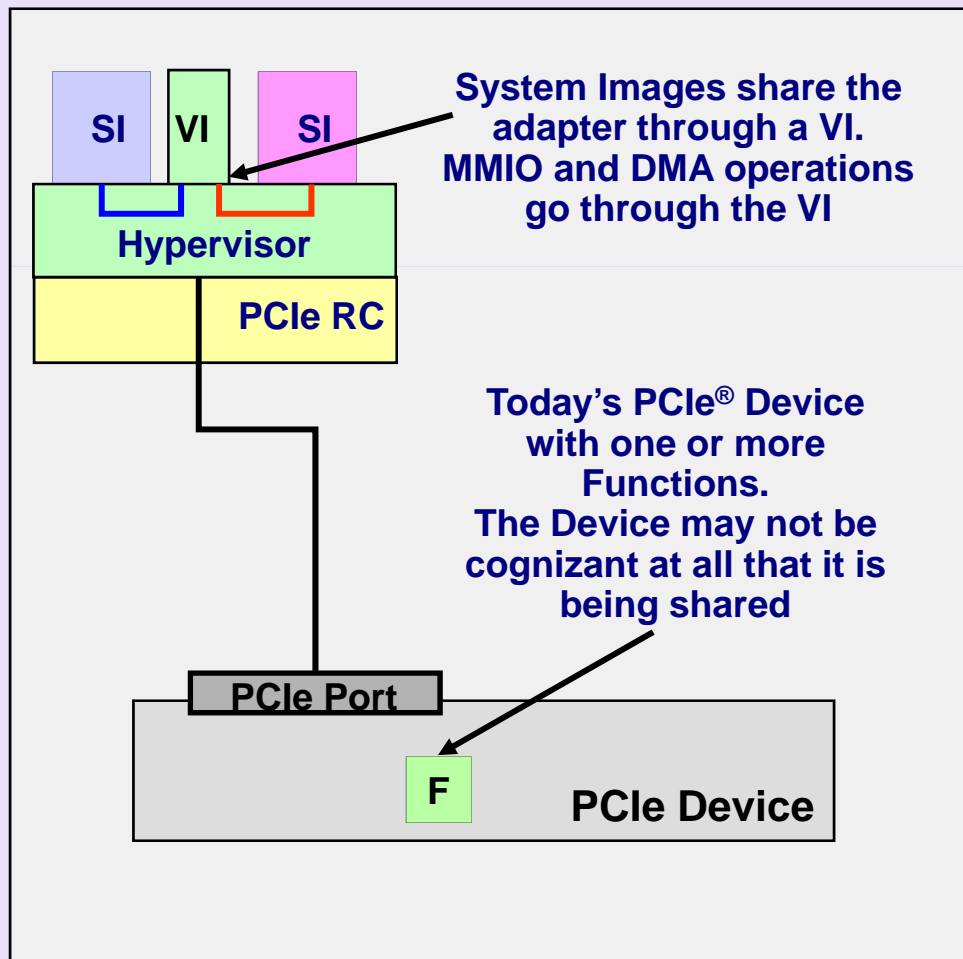 System Images share the
adapter through a VI.
MMIO and DMA operations
go through the VI
SI
VI
SI
Hypervisor
PCIe RC
Today’s PCIe® Device
with one or more
Functions.
The Device may not be
cognizant at all that it is
being shared
PCIe Port
F
PCIe Device